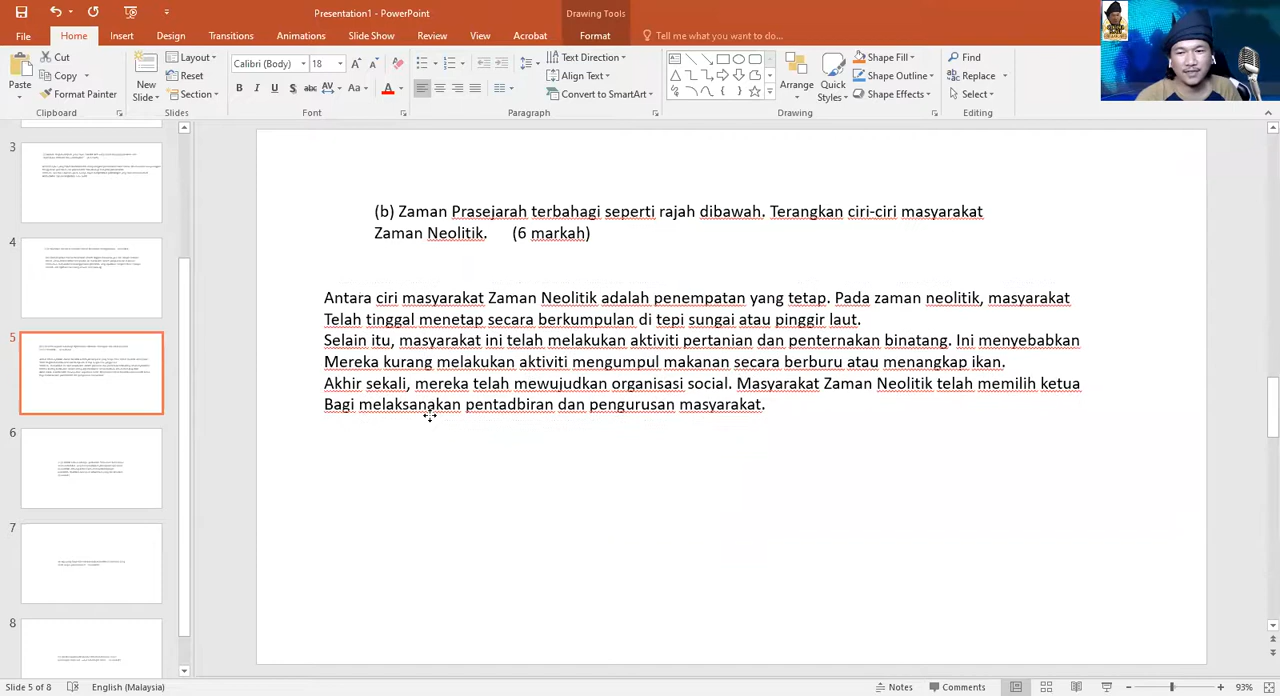 Presentation1 - PowerPoint
Drawing Tools
File Home Insert Design Transitions Animations Slide Show Review View Acrobat Format Tell me what you want to do...
Paste
Cut
Copy
Format Painter
Clipboard
New
Slide
Layout
Reset
Section
Slides
Calibri (Body) 18
B I U S abc AV Aa A
Font
Text Direction
Align Text
Convert to SmartArt
Paragraph
Arrange
Quick
Styles
Shape Fill
Shape Outline
Shape Effects
Drawing
Find
Replace
Select
Editing
3
4
5
6
7
8
(b) Zaman Prasejarah terbahagi seperti rajah dibawah. Terangkan ciri-ciri masyarakat
Zaman Neolitik. (6 markah)
Antara ciri masyarakat Zaman Neolitik adalah penempatan yang tetap. Pada zaman neolitik, masyarakat
Telah tinggal menetap secara berkumpulan di tepi sungai atau pinggir laut.
Selain itu, masyarakat ini telah melakukan aktiviti pertanian dan penternakan binatang. Ini menyebabkan
Mereka kurang melakukan aktiviti mengumpul makanan seperti memburu atau menangkap ikan.
Akhir sekali, mereka telah mewujudkan organisasi social. Masyarakat Zaman Neolitik telah memilih ketua
Bagi melaksanakan pentadbiran dan pengurusan masyarakat.
Slide 5 of 8 English (Malaysia) Notes Comments 93%